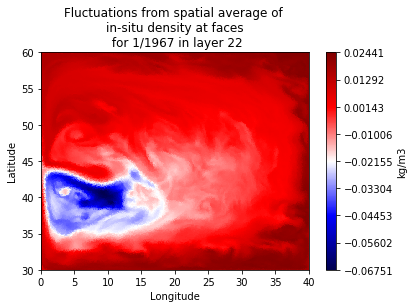 Fluctuations from spatial average of
in-situ density at faces
for 1/1967 in layer 22
60
55
50
45
40
35
30
Latitude
0 5 10 15 20 25 30 35 40
Longitude
0.02441
0.01292
0.00143
−0.01006
−0.02155
−0.03304
−0.04453
−0.05602
−0.06751
kg/m3